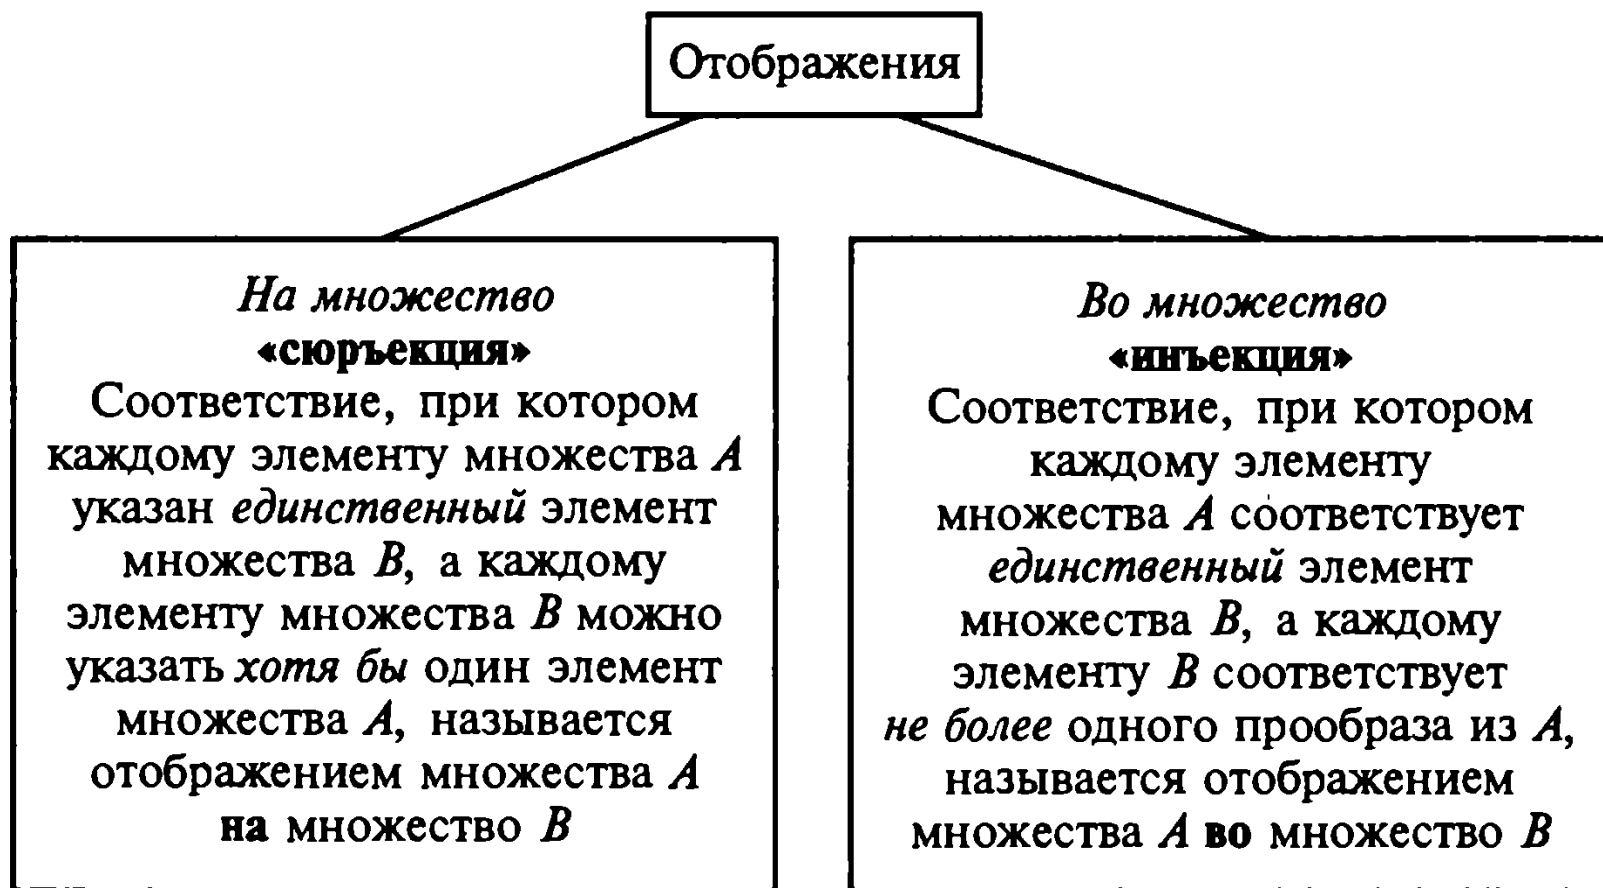 Отображения
На множество
«сюръекция»
Соответствие, при котором
каждому элементу множества A
указан единственный элемент
множества B, а каждому
элементу множества B можно
указать хотя бы один элемент
множества A, называется
отображением множества A
на множество B
Во множество
«инъекция»
Соответствие, при котором
каждому элементу
множества A соответствует
единственный элемент
множества B, а каждому
элементу B соответствует
не более одного прообраза из A,
называется отображением
множества A во множество B